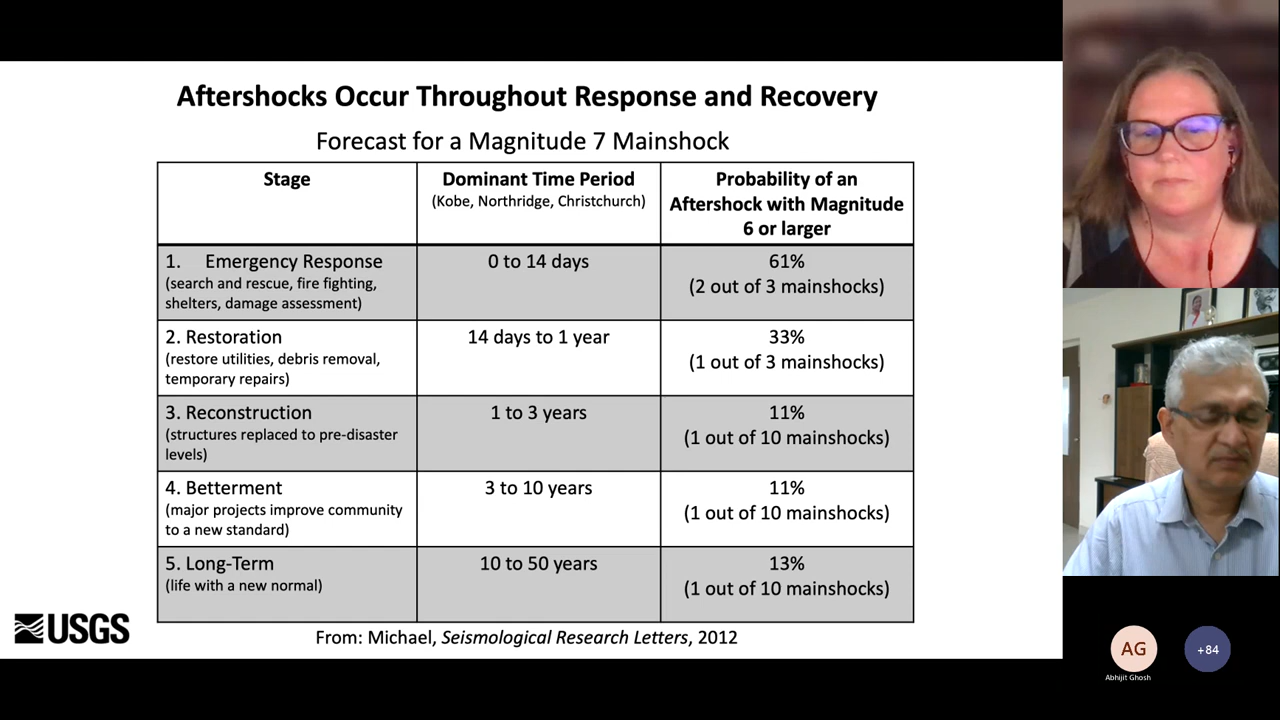 Aftershocks Occur Throughout Response and Recovery
Forecast for a Magnitude 7 Mainshock
Stage
Dominant Time Period
(Kobe, Northridge, Christchurch)
Probability of an
Aftershock with Magnitude
6 or larger
1. Emergency Response
(search and rescue, fire fighting,
shelters, damage assessment)
0 to 14 days
61%
(2 out of 3 mainshocks)
2. Restoration
(restore utilities, debris removal,
temporary repairs)
14 days to 1 year
33%
(1 out of 3 mainshocks)
3. Reconstruction
(structures replaced to pre-disaster
levels)
1 to 3 years
11%
(1 out of 10 mainshocks)
4. Betterment
(major projects improve community
to a new standard)
3 to 10 years
11%
(1 out of 10 mainshocks)
5. Long-Term
(life with a new normal)
10 to 50 years
13%
(1 out of 10 mainshocks)
USGS
From: Michael, Seismological Research Letters, 2012
AG
Abhijit Ghosh
+84